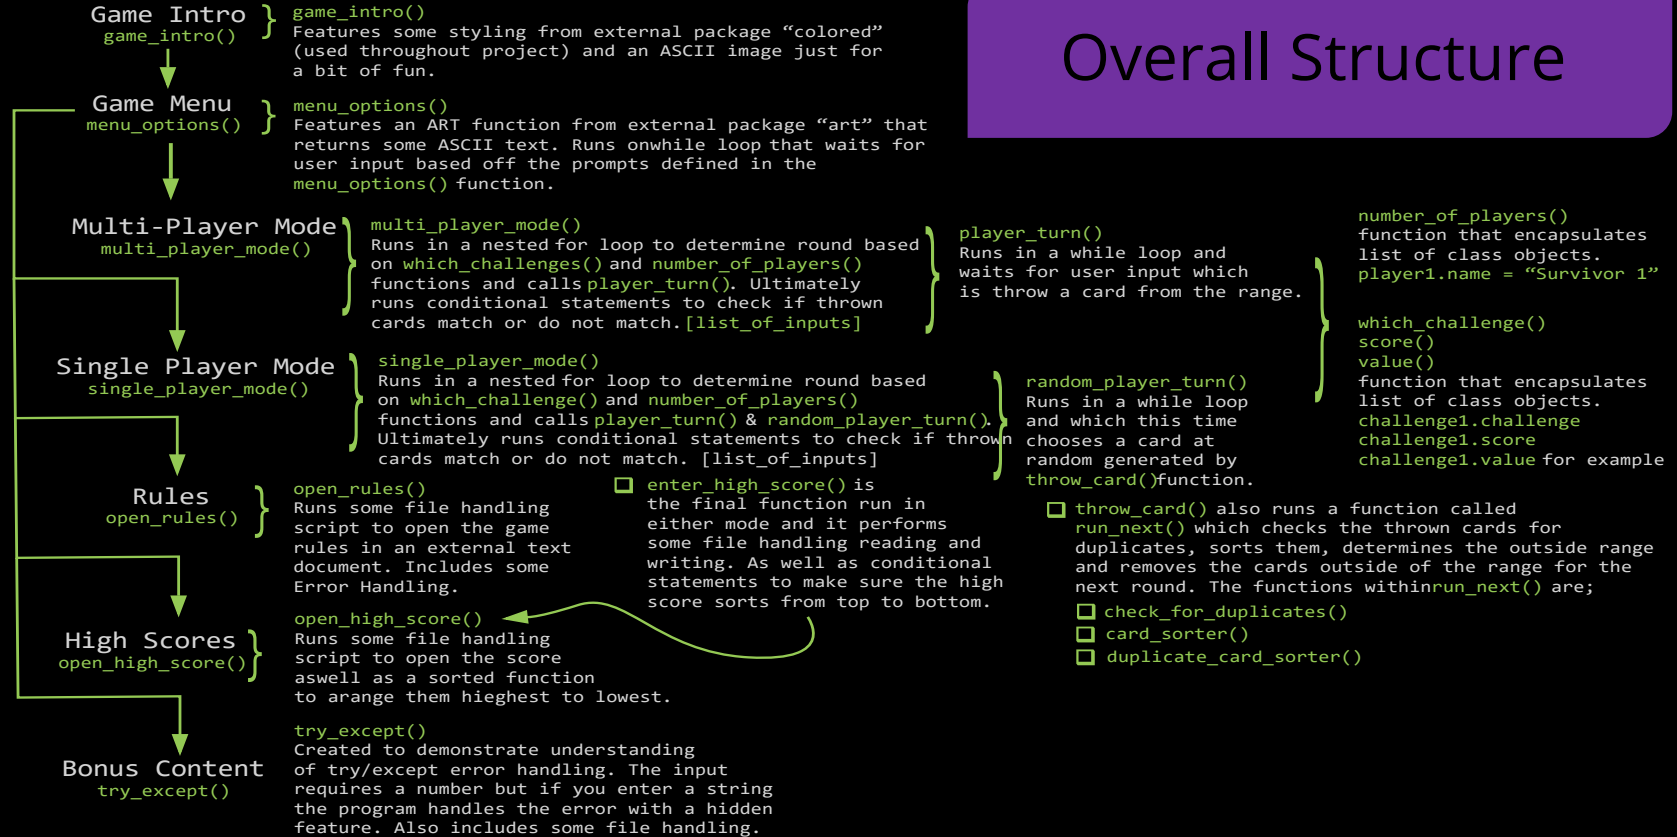 Overall Structure
Game Intro
game_intro()
game_intro()
Features some styling from external package “colored”
(used throughout project) and an ASCII image just for
a bit of fun.
Game Menu
menu_options()
menu_options()
Features an ART function from external package “art” that
returns some ASCII text. Runs onwhile loop that waits for
user input based off the prompts defined in the
menu_options() function.
Multi-Player Mode
multi_player_mode()
multi_player_mode()
Runs in a nested for loop to determine round based
on which_challenges() and number_of_players()
functions and calls player_turn(). Ultimately
runs conditional statements to check if thrown
cards match or do not match. [list_of_inputs]
player_turn()
Runs in a while loop and
waits for user input which
is throw a card from the range.
number_of_players()
function that encapsulates
list of class objects.
player1.name = “Survivor 1”
which_challenge()
score()
value()
function that encapsulates
list of class objects.
challenge1.challenge
challenge1.score
challenge1.value for example
Single Player Mode
single_player_mode()
single_player_mode()
Runs in a nested for loop to determine round based
on which_challenge() and number_of_players()
functions and calls player_turn() & random_player_turn().
Ultimately runs conditional statements to check if thrown
cards match or do not match. [list_of_inputs]
random_player_turn()
Runs in a while loop
and which this time
chooses a card at
random generated by
throw_card()function.
Rules
open_rules()
open_rules()
Runs some file handling
script to open the game
rules in an external text
document. Includes some
Error Handling.
enter_high_score() is
the final function run in
either mode and it performs
some file handling reading and
writing. As well as conditional
statements to make sure the high
score sorts from top to bottom.
throw_card() also runs a function called
run_next() which checks the thrown cards for
duplicates, sorts them, determines the outside range
and removes the cards outside of the range for the
next round. The functions withinrun_next() are;
check_for_duplicates()
card_sorter()
duplicate_card_sorter()
High Scores
open_high_score()
open_high_score()
Runs some file handling
script to open the score
aswell as a sorted function
to arange them hieghest to lowest.
Bonus Content
try_except()
try_except()
Created to demonstrate understanding
of try/except error handling. The input
requires a number but if you enter a string
the program handles the error with a hidden
feature. Also includes some file handling.